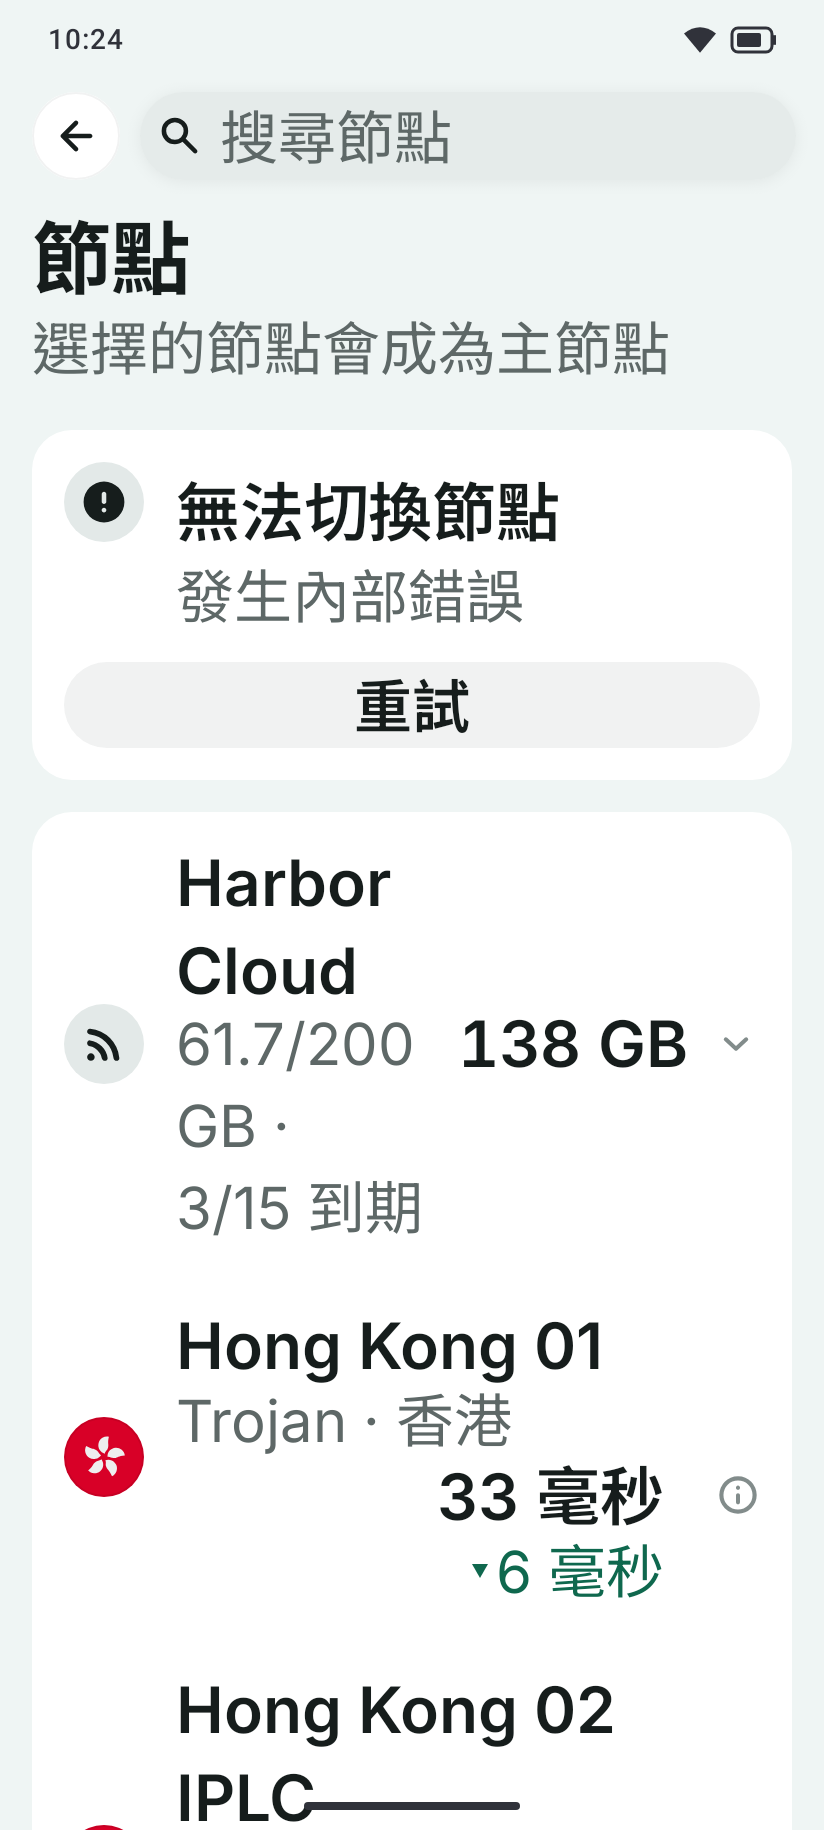 10:24
搜尋節點
節點
選擇的節點會成為主節點
無法切換節點
發生內部錯誤
重試
Harbor
Cloud
61.7/200
GB ·
3/15 到期
138 GB
Hong Kong 01
Trojan · 香港
33 毫秒
▼6 毫秒
Hong Kong 02
IPLC